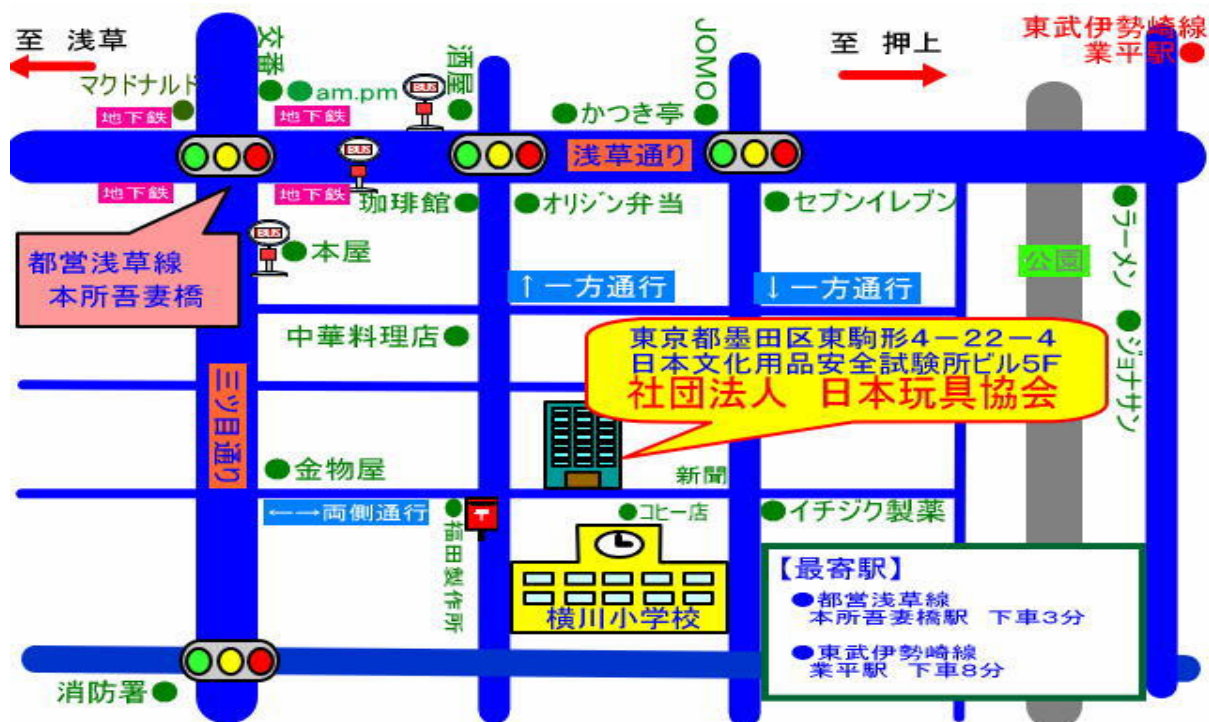 至 浅草
交番
酒屋
JOMO
至 押上
東武伊勢崎線
業平駅
マクドナルド
am.pm
BUS
地下鉄
地下鉄
かつき亭
BUS
浅草通り
地下鉄
地下鉄
珈琲館
オリジン弁当
セブンイレブン
ラーメン
BUS
本屋
都営浅草線
本所吾妻橋
公園
↑一方通行
↓一方通行
中華料理店
東京都墨田区東駒形4-22-4
日本文化用品安全試験所ビル5F
社団法人 日本玩具協会
ジョナサン
三ツ目通り
金物屋
新聞
←→両側通行
福田製作所
〒
コヒー店
イチジク製薬
横川小学校
【最寄駅】
●都営浅草線
本所吾妻橋駅 下車3分
●東武伊勢崎線
業平駅 下車8分
消防署